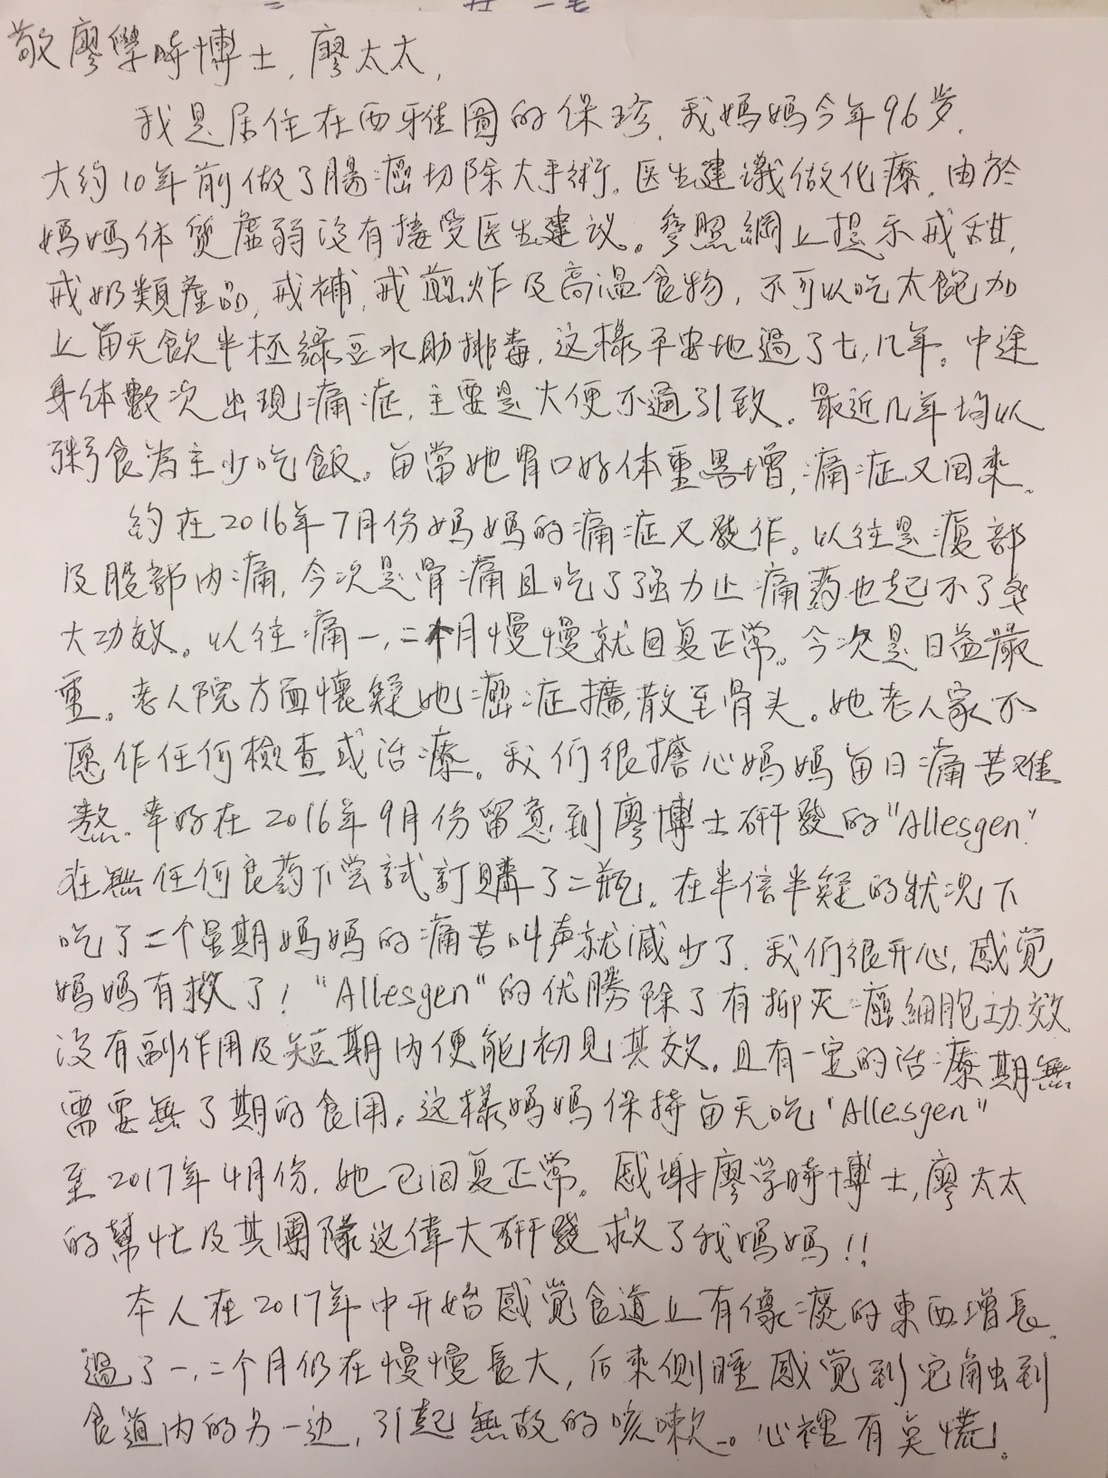 敬廖學時博士, 廖太太,
我是居住在西雅圖的保珍. 我媽媽今年96岁.
大约10年前做了腸癌切除大手術. 医生建議做化療. 由於
媽媽体質虛弱没有接受医生建议。參照網上提示戒甜,
戒奶類產品, 戒補, 戒煎炸及高温食物, 不可以吃太飽加
上每天飲半杯綠豆水助排毒. 这樣平安地過了七,八年. 中途
身体數次出現痛症. 主要是大便不通引致. 最近几年均以
粥食為主少吃飯。每當她胃口好体重畧增, 痛症又回來.
约在2016年7月份媽媽的痛症又發作。以往是腹部
及股部内痛. 今次是骨痛且吃了强力止痛葯也起不了多
大功效。以往痛一,二个月慢慢就回复正常。今次是日益嚴
重。老人院方面懷疑她癌症擴散至骨头。她老人家不
愿作任何檢查或治療。我们很擔心媽媽每日痛苦难
熬. 幸好在2016年9月份留意到廖博士研發的"Allesgen."
在無任何良葯下尝試訂購了二瓶. 在半信半疑的狀况下
吃了二个星期媽媽的痛苦叫声就减少了. 我们很开心, 感觉
媽媽有救了! "Allesgen"的优勝除了有抑灭癌細胞功效
没有副作用及短期内便能初見其效. 且有一定的治療期無
需要無了期的食用. 这樣媽媽保持每天吃"Allesgen"
至2017年4月份. 她已回复正常。感谢廖学時博士, 廖太太
的幫忙及其團隊这偉大研發救了我媽媽!!
本人在2017年中开始感觉食道上有像痰的東西增長.
過了一,二个月仍在慢慢長大, 后來側睡感觉到它触到
食道内的另一边, 引起無故的咳嗽。心裡有点慌.